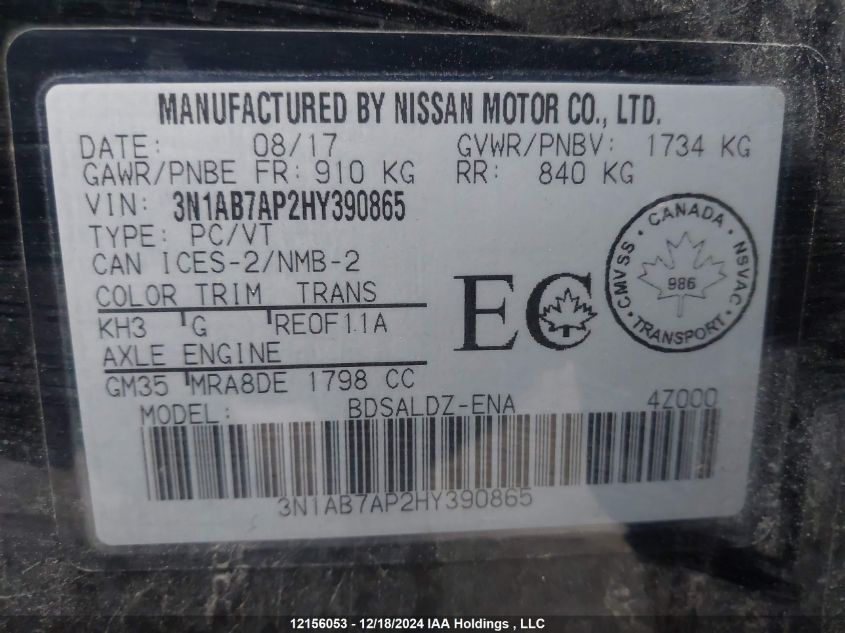 MANUFACTURED BY NISSAN MOTOR CO., LTD.
DATE: 08/17 GVWR/PNBV: 1734 KG
GAWR/PNBE FR: 910 KG RR: 840 KG
VIN: 3N1AB7AP2HY390865
TYPE: PC/VT
CAN ICES-2/NMB-2
COLOR TRIM TRANS
KH3 G RE0F11A
AXLE ENGINE
GM35 MRA8DE 1798 CC
EC
CANADA
CMVSS NSVAC
986
TRANSPORT
MODEL: BDSALDZ-ENA 4Z000
3N1AB7AP2HY390865
12156053 - 12/18/2024 IAA Holdings , LLC